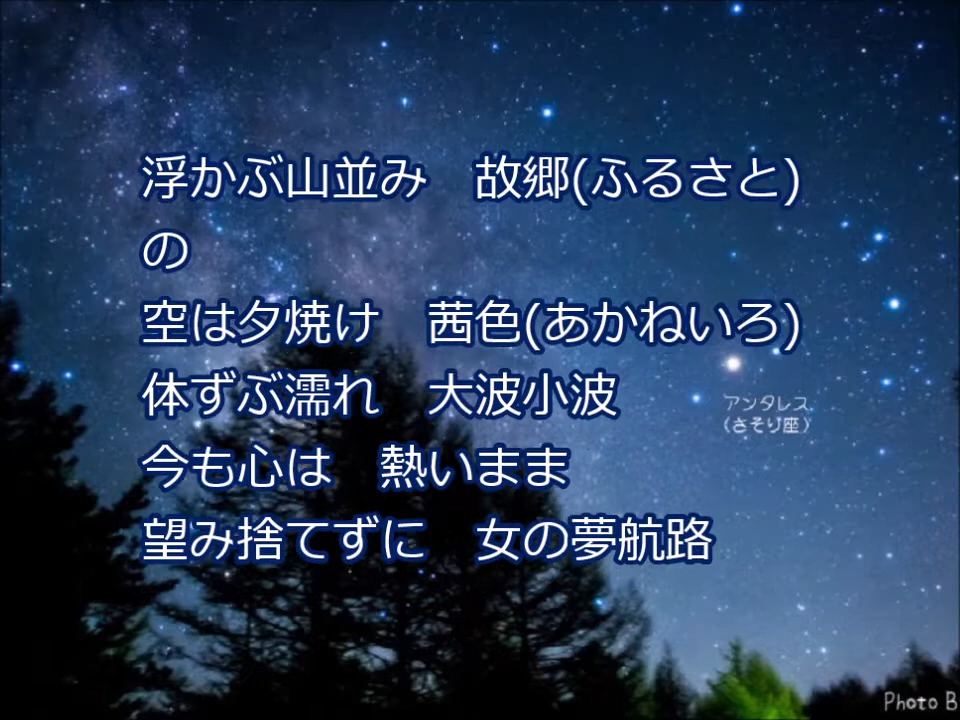 浮かぶ山並み　故郷(ふるさと)
の
空は夕焼け　茜色(あかねいろ)
体ずぶ濡れ　大波小波
今も心は　熱いまま
望み捨てずに　女の夢航路
アンタレス
(さそり座)
Photo B